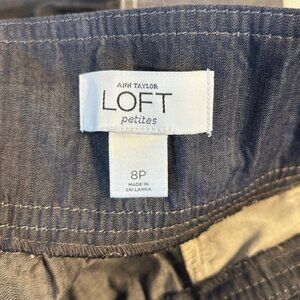 ANN TAYLOR
LOFT
petites
8P
MADE IN
SRI LANKA